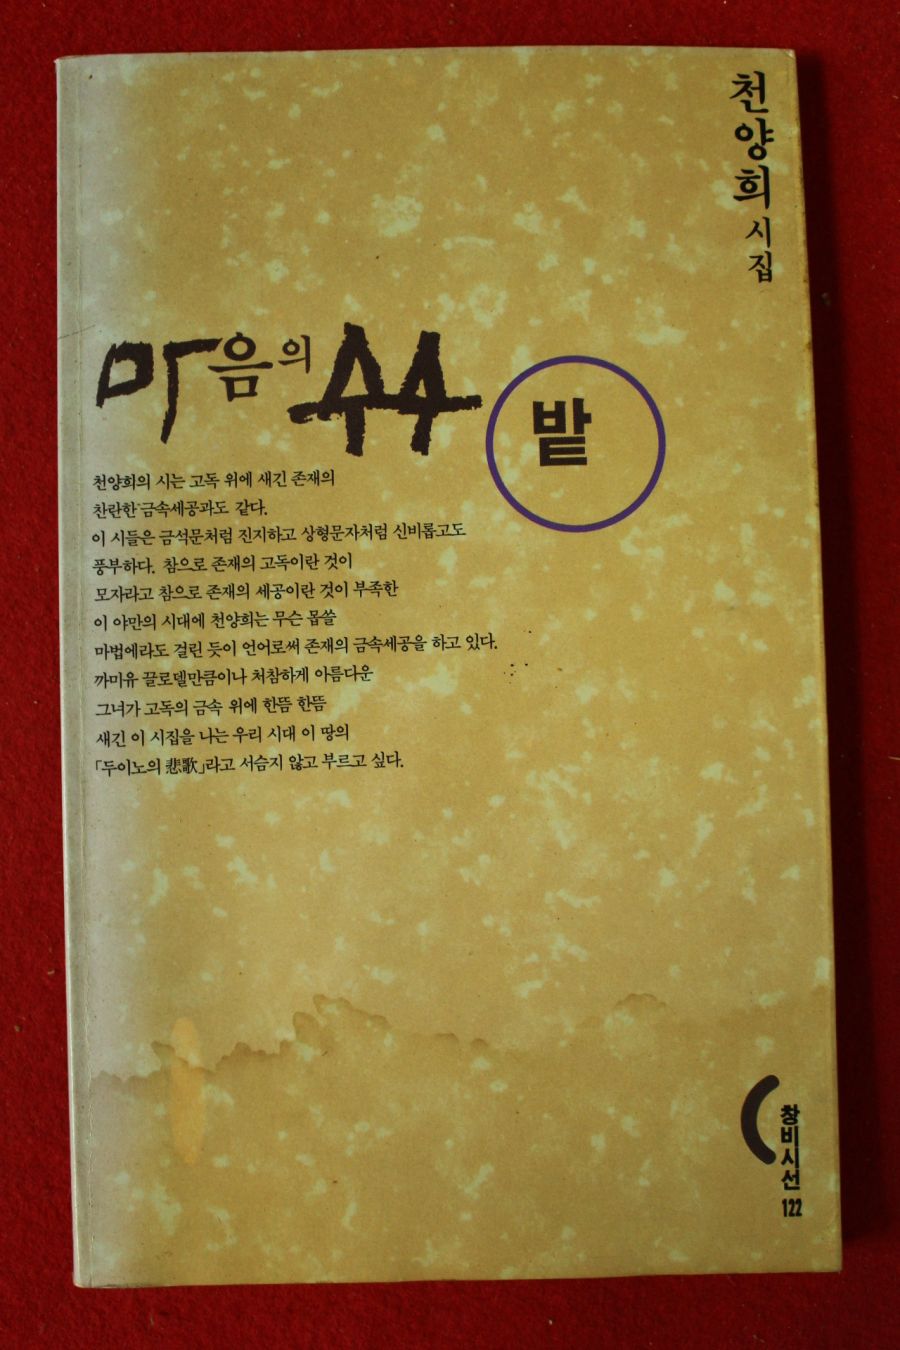 천양희 시집
마음의 수수
밭
천양희의 시는 고독 위에 새긴 존재의
찬란한 금속세공과도 같다.
이 시들은 금석문처럼 진지하고 상형문자처럼 신비롭고도
풍부하다. 참으로 존재의 고독이란 것이
모자라고 참으로 존재의 세공이란 것이 부족한
이 야만의 시대에 천양희는 무슨 몹쓸
마법에라도 걸린 듯이 언어로써 존재의 금속세공을 하고 있다.
까미유 끌로델만큼이나 처참하게 아름다운
그녀가 고독의 금속 위에 한뜸 한뜸
새긴 이 시집을 나는 우리 시대 이 땅의
「두이노의 悲歌」라고 서슴지 않고 부르고 싶다.
창비시선 122